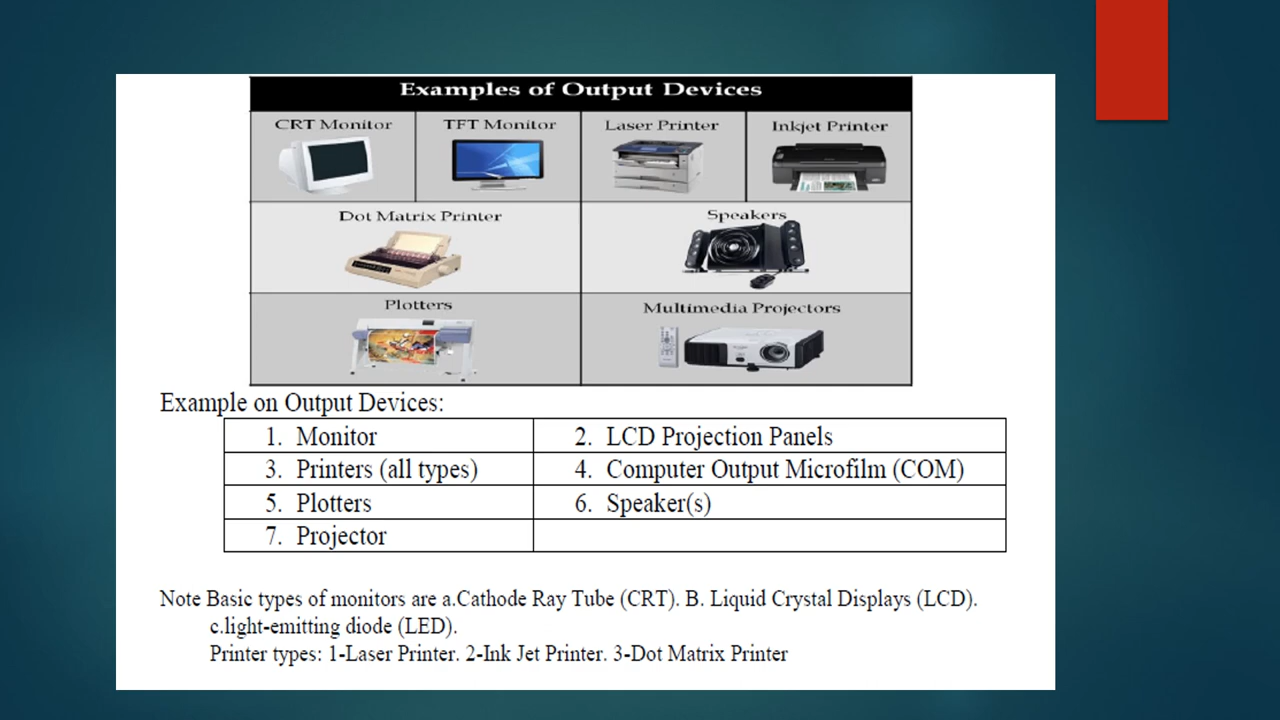 Examples of Output Devices
CRT Monitor
TFT Monitor
Laser Printer
Inkjet Printer
Dot Matrix Printer
Speakers
Plotters
Multimedia Projectors
Example on Output Devices:
1. Monitor
2. LCD Projection Panels
3. Printers (all types)
4. Computer Output Microfilm (COM)
5. Plotters
6. Speaker(s)
7. Projector
Note Basic types of monitors are a.Cathode Ray Tube (CRT). B. Liquid Crystal Displays (LCD).
c.light-emitting diode (LED).
Printer types: 1-Laser Printer. 2-Ink Jet Printer. 3-Dot Matrix Printer